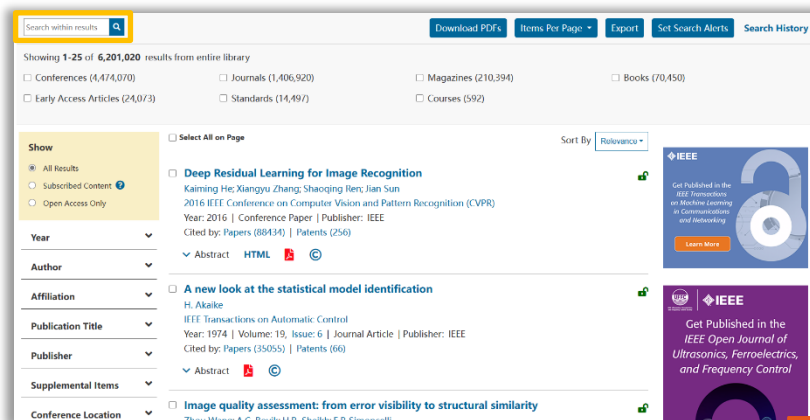 Search within results
Download PDFs
Items Per Page
Export
Set Search Alerts
Search History
Showing 1-25 of 6,201,020 results from entire library
Conferences (4,474,070)
Journals (1,406,920)
Magazines (210,394)
Books (70,450)
Early Access Articles (24,073)
Standards (14,497)
Courses (592)
Show
All Results
Subscribed Content ?
Open Access Only
Year
Author
Affiliation
Publication Title
Publisher
Supplemental Items
Conference Location
Select All on Page
Sort By
Relevance
Deep Residual Learning for Image Recognition
Kaiming He; Xiangyu Zhang; Shaoqing Ren; Jian Sun
2016 IEEE Conference on Computer Vision and Pattern Recognition (CVPR)
Year: 2016 | Conference Paper | Publisher: IEEE
Cited by: Papers (88434) | Patents (256)
Abstract HTML ©
A new look at the statistical model identification
H. Akaike
IEEE Transactions on Automatic Control
Year: 1974 | Volume: 19, Issue: 6 | Journal Article | Publisher: IEEE
Cited by: Papers (35055) | Patents (66)
Abstract ©
Image quality assessment: from error visibility to structural similarity
IEEE
Get Published in the
IEEE Transactions
on Machine Learning
in Communications
and Networking
Learn More
IEEE
Get Published in the
IEEE Open Journal of
Ultrasonics, Ferroelectrics,
and Frequency Control